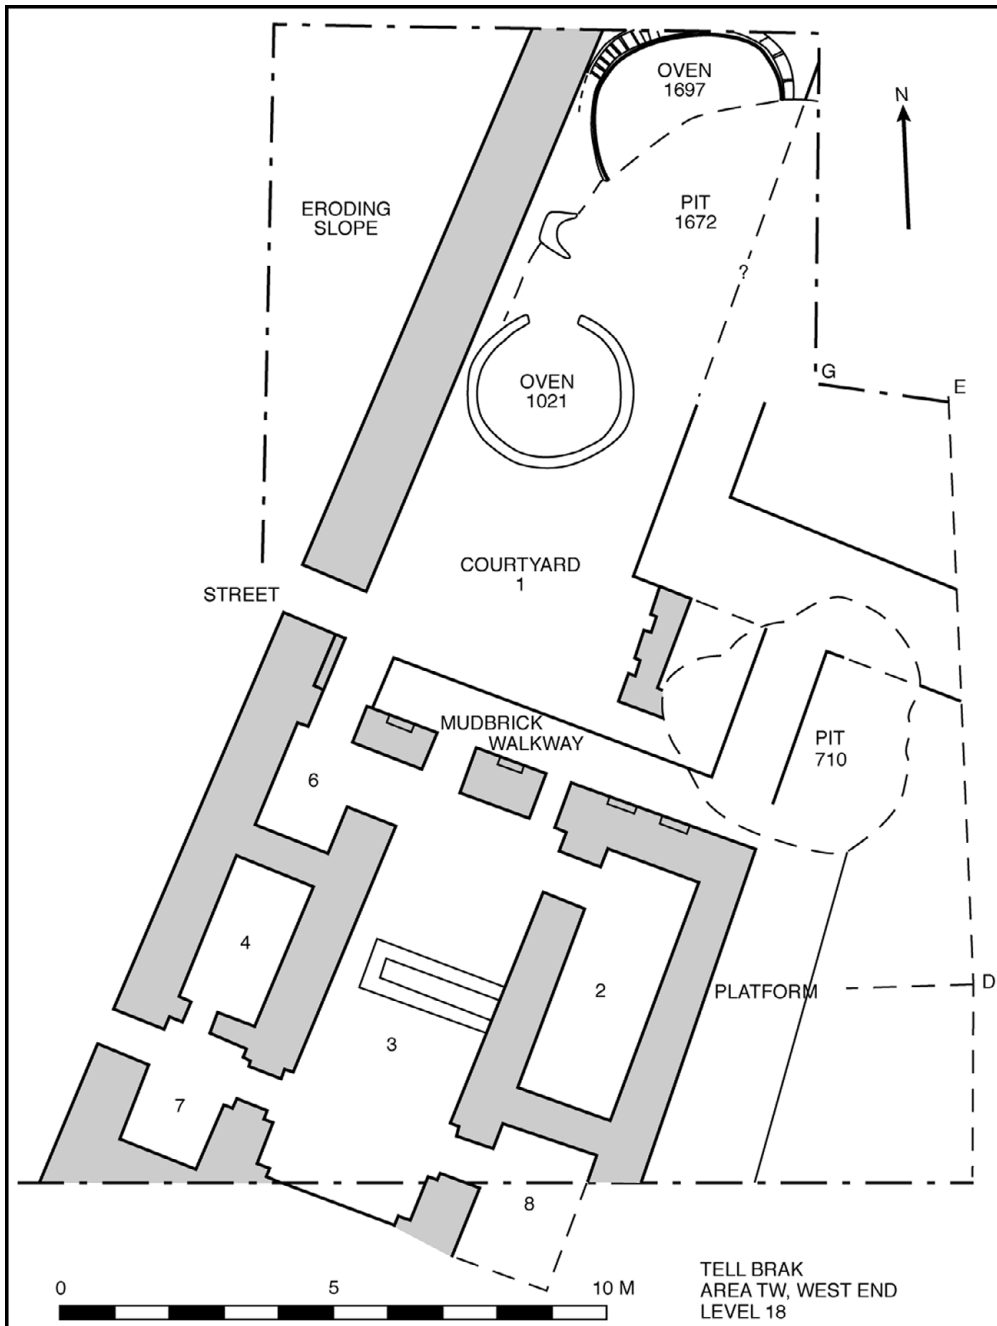 OVEN
1697
N
ERODING
SLOPE
PIT
1672
?
G
E
OVEN
1021
COURTYARD
1
STREET
MUDBRICK
WALKWAY
PIT
710
6
4
2
PLATFORM
D
3
7
8
0 5 10 M
TELL BRAK
AREA TW, WEST END
LEVEL 18